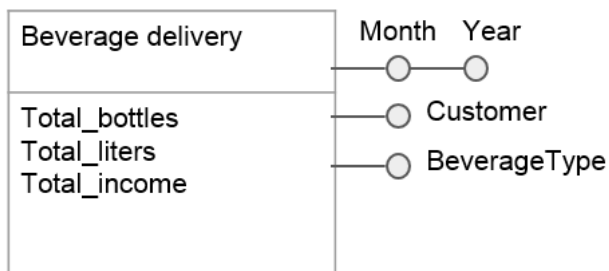 Beverage delivery
Month Year
Total_bottles
Total_liters
Total_income
Customer
BeverageType